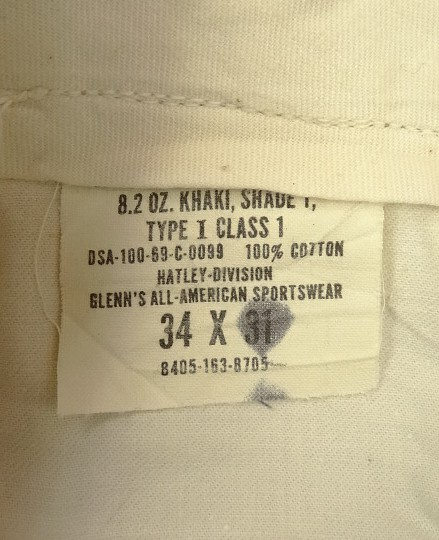 8.2 OZ. KHAKI, SHADE 1,
TYPE I CLASS 1
DSA-100-69-C-0099 100% COTTON
HATLEY-DIVISION
GLENN'S ALL-AMERICAN SPORTSWEAR
34 X 31
8405-163-8705